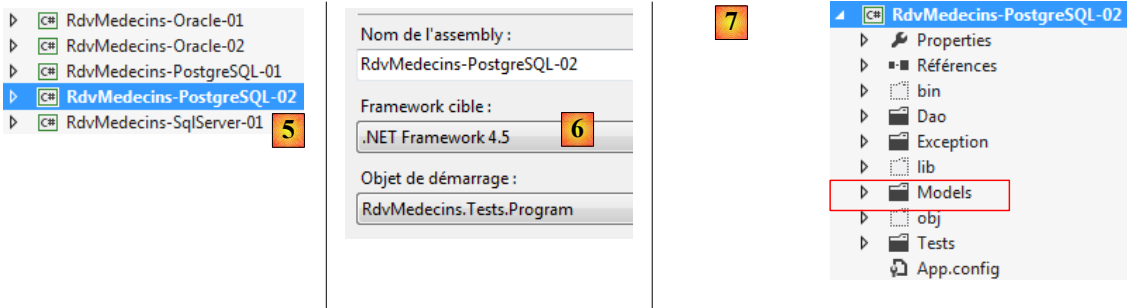 C# RdvMedecins-Oracle-01
C# RdvMedecins-Oracle-02
C# RdvMedecins-PostgreSQL-01
C# RdvMedecins-PostgreSQL-02
C# RdvMedecins-SqlServer-01
5
Nom de l'assembly :
RdvMedecins-PostgreSQL-02
Framework cible :
.NET Framework 4.5
6
Objet de démarrage :
RdvMedecins.Tests.Program
7
C# RdvMedecins-PostgreSQL-02
Properties
Références
bin
Dao
Exception
lib
Models
obj
Tests
App.config